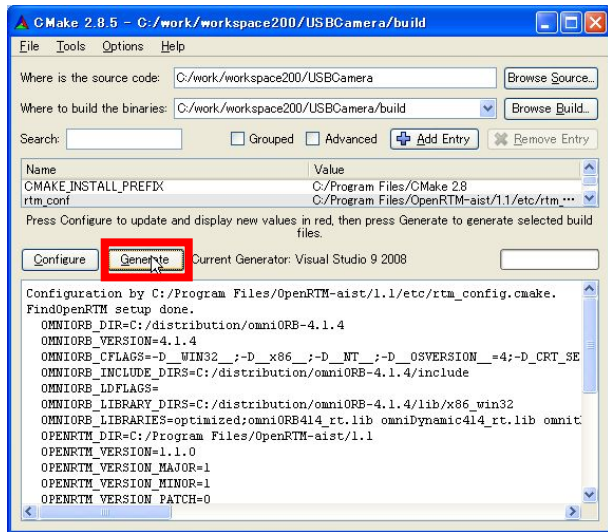 CMake 2.8.5 - C:/work/workspace200/USBCamera/build
File Tools Options Help
Where is the source code: C:/work/workspace200/USBCamera Browse Source...
Where to build the binaries: C:/work/workspace200/USBCamera/build Browse Build...
Search: Grouped Advanced Add Entry Remove Entry
Name Value
CMAKE_INSTALL_PREFIX C:/Program Files/CMake 2.8
rtm_conf C:/Program Files/OpenRTM-aist/1.1/etc/rtm_...
Press Configure to update and display new values in red, then press Generate to generate selected build
files.
Configure Generate Current Generator: Visual Studio 9 2008
Configuration by C:/Program Files/OpenRTM-aist/1.1/etc/rtm_config.cmake.
FindOpenRTM setup done.
OMNIORB_DIR=C:/distribution/omniORB-4.1.4
OMNIORB_VERSION=4.1.4
OMNIORB_CFLAGS=-D__WIN32__;-D__x86__;-D__NT__;-D__OSVERSION__=4;-D_CRT_SE
OMNIORB_INCLUDE_DIRS=C:/distribution/omniORB-4.1.4/include
OMNIORB_LDFLAGS=
OMNIORB_LIBRARY_DIRS=C:/distribution/omniORB-4.1.4/lib/x86_win32
OMNIORB_LIBRARIES=optimized;omniORB414_rt.lib omniDynamic414_rt.lib omnit
OPENRTM_DIR=C:/Program Files/OpenRTM-aist/1.1
OPENRTM_VERSION=1.1.0
OPENRTM_VERSION_MAJOR=1
OPENRTM_VERSION_MINOR=1
OPENRTM_VERSION_PATCH=0